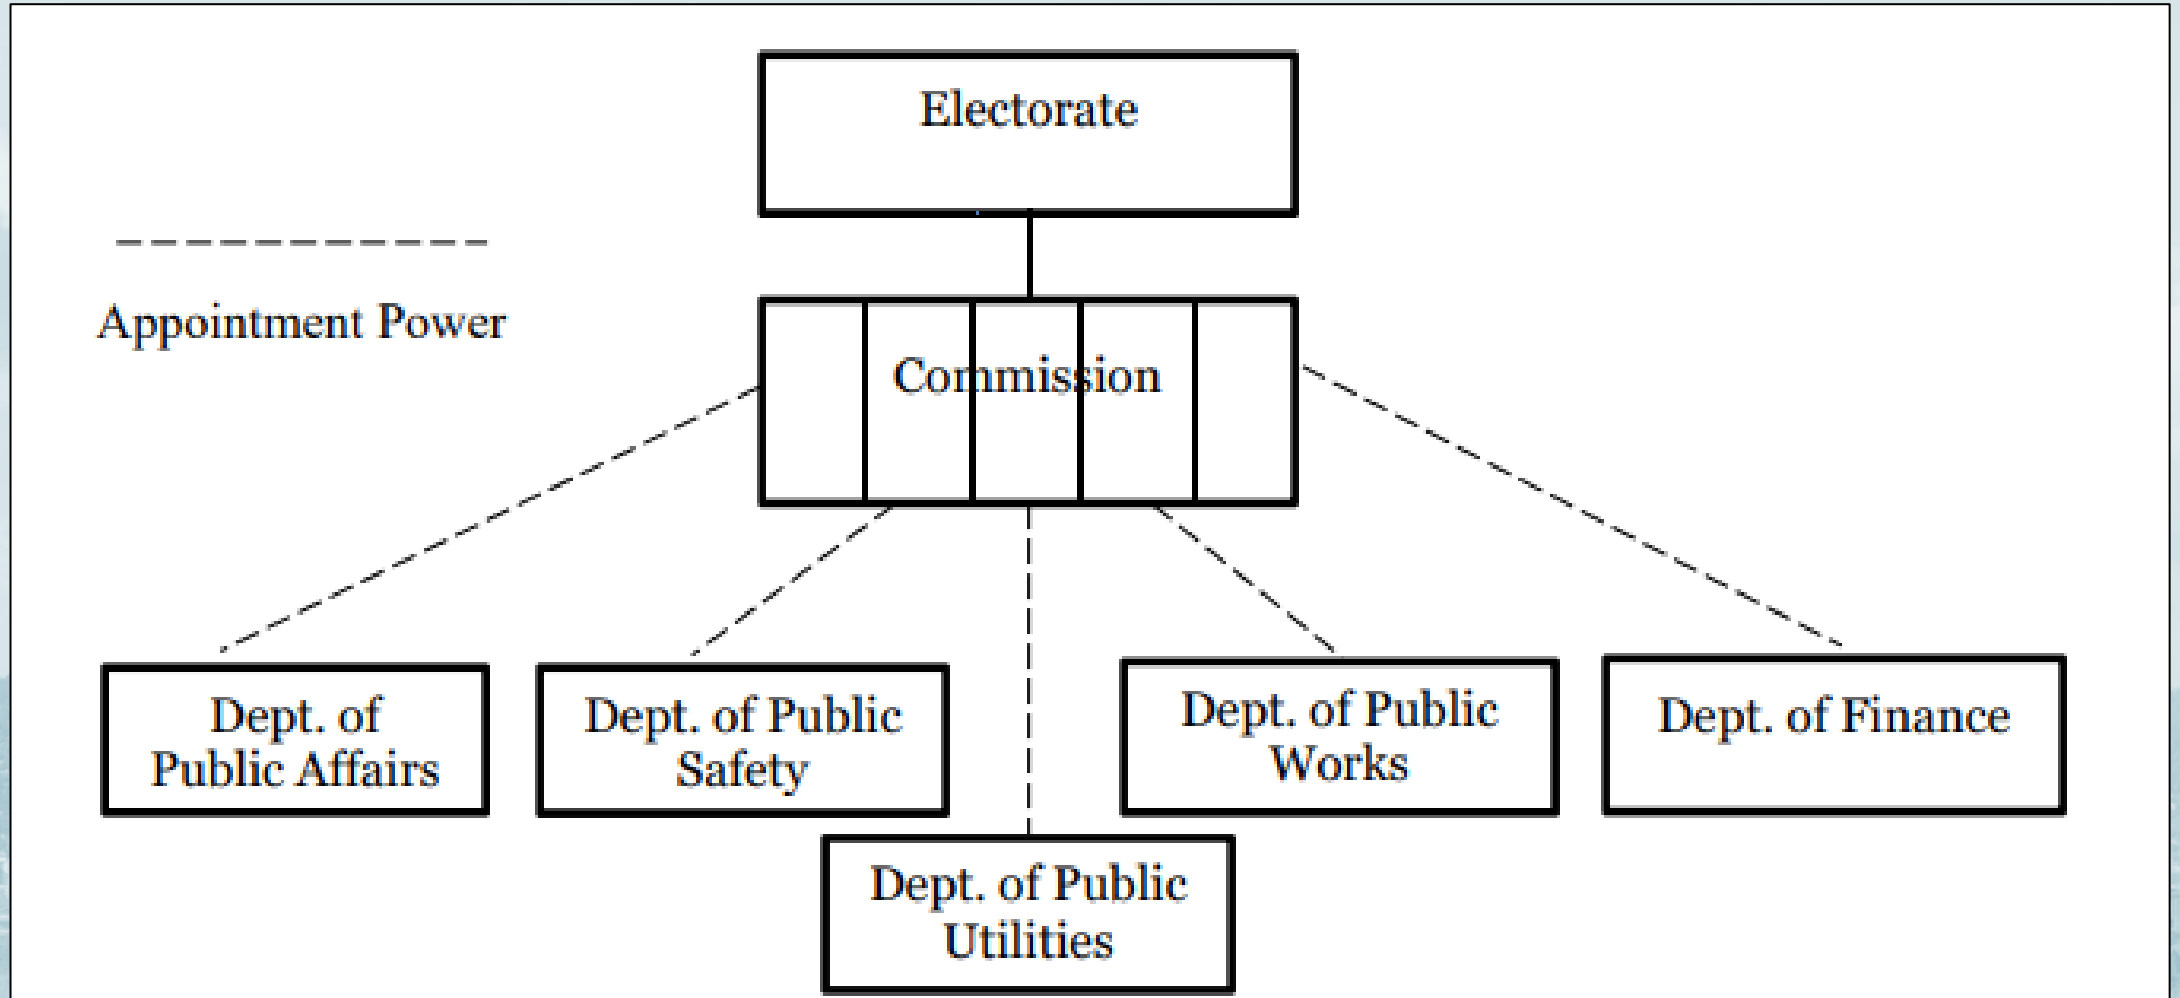 Electorate
Appointment Power
Commission
Dept. of
Public Affairs
Dept. of Public
Safety
Dept. of Public
Works
Dept. of Finance
Dept. of Public
Utilities